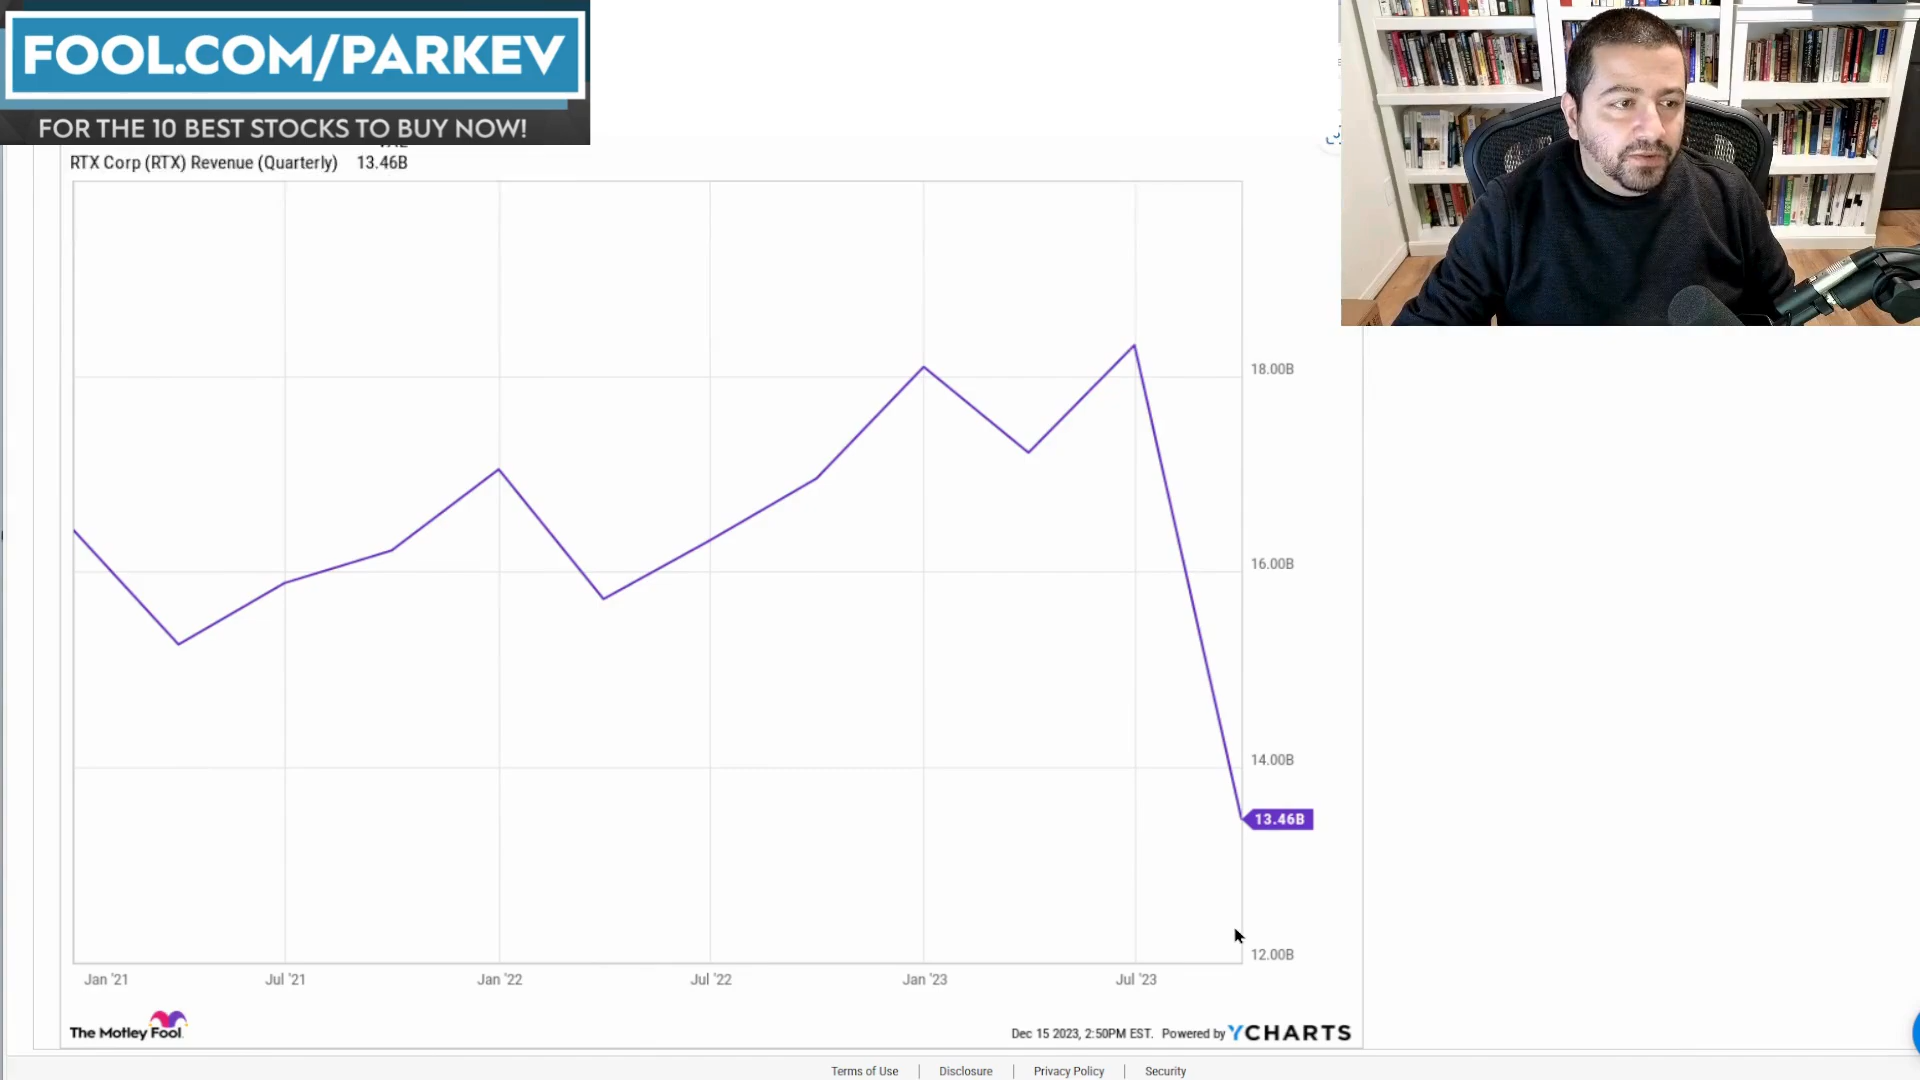 FOOL.COM/PARKEV
FOR THE 10 BEST STOCKS TO BUY NOW!
RTX Corp (RTX) Revenue (Quarterly) 13.46B
18.00B
16.00B
14.00B
13.46B
12.00B
Jan '21 Jul '21 Jan '22 Jul '22 Jan '23 Jul '23
The Motley Fool.
Dec 15 2023, 2:50PM EST. Powered by YCHARTS
Terms of Use | Disclosure | Privacy Policy | Security